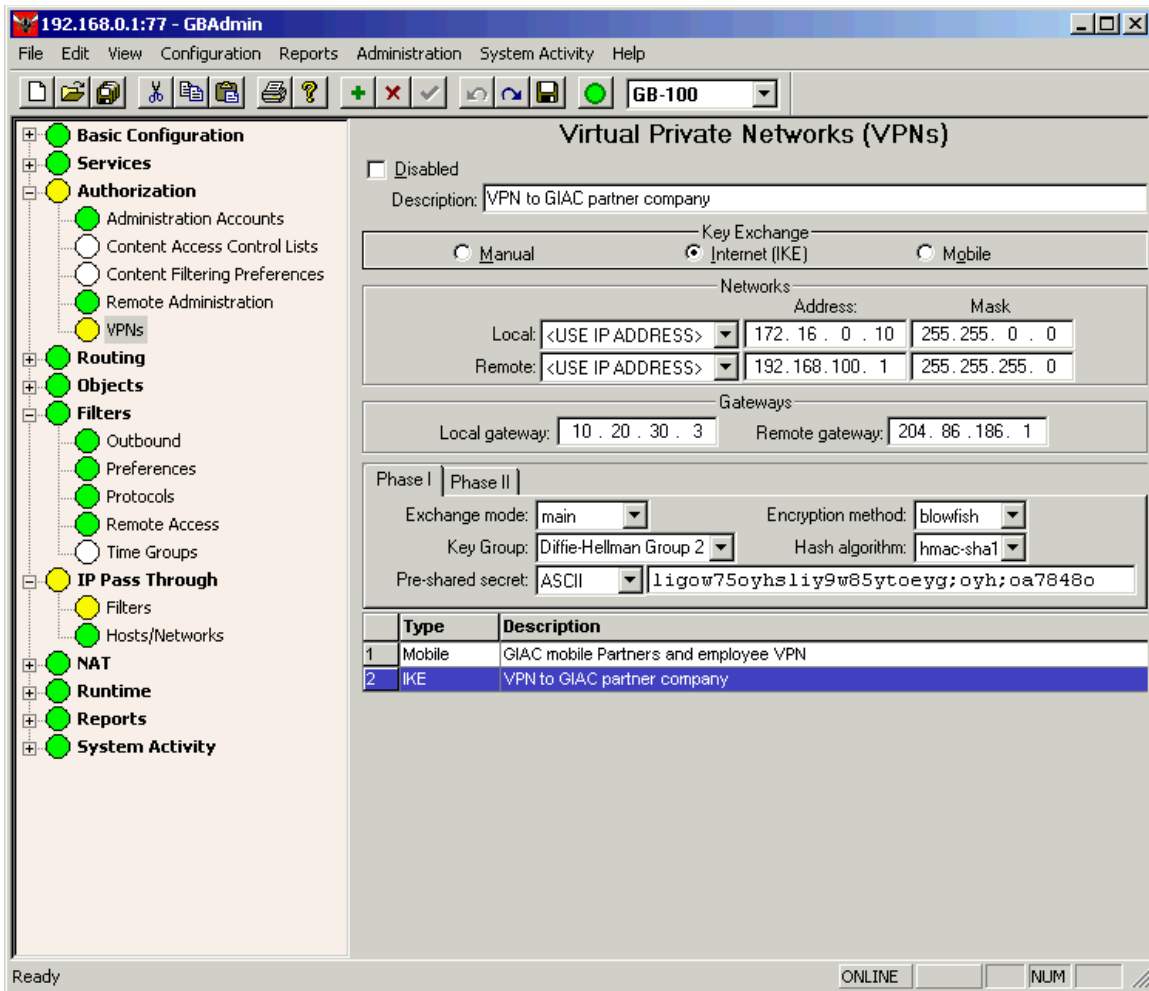 192.168.0.1:77 - GBAdmin
File Edit View Configuration Reports Administration System Activity Help
GB-100
Basic Configuration
Services
Authorization
Administration Accounts
Content Access Control Lists
Content Filtering Preferences
Remote Administration
VPNs
Routing
Objects
Filters
Outbound
Preferences
Protocols
Remote Access
Time Groups
IP Pass Through
Filters
Hosts/Networks
NAT
Runtime
Reports
System Activity
Virtual Private Networks (VPNs)
Disabled
Description: VPN to GIAC partner company
Key Exchange
Manual Internet (IKE) Mobile
Networks
Address: Mask
Local: <USE IP ADDRESS> 172. 16 . 0 . 10 255. 255. 0 . 0
Remote: <USE IP ADDRESS> 192. 168. 100. 1 255. 255. 255. 0
Gateways
Local gateway: 10 . 20 . 30 . 3 Remote gateway: 204. 86 .186. 1
Phase I Phase II
Exchange mode: main Encryption method: blowfish
Key Group: Diffie-Hellman Group 2 Hash algorithm: hmac-sha1
Pre-shared secret: ASCII ligow75oyhsliy9w85ytoeyg;oyh;oa7848o
Type Description
1 Mobile GIAC mobile Partners and employee VPN
2 IKE VPN to GIAC partner company
Ready ONLINE NUM